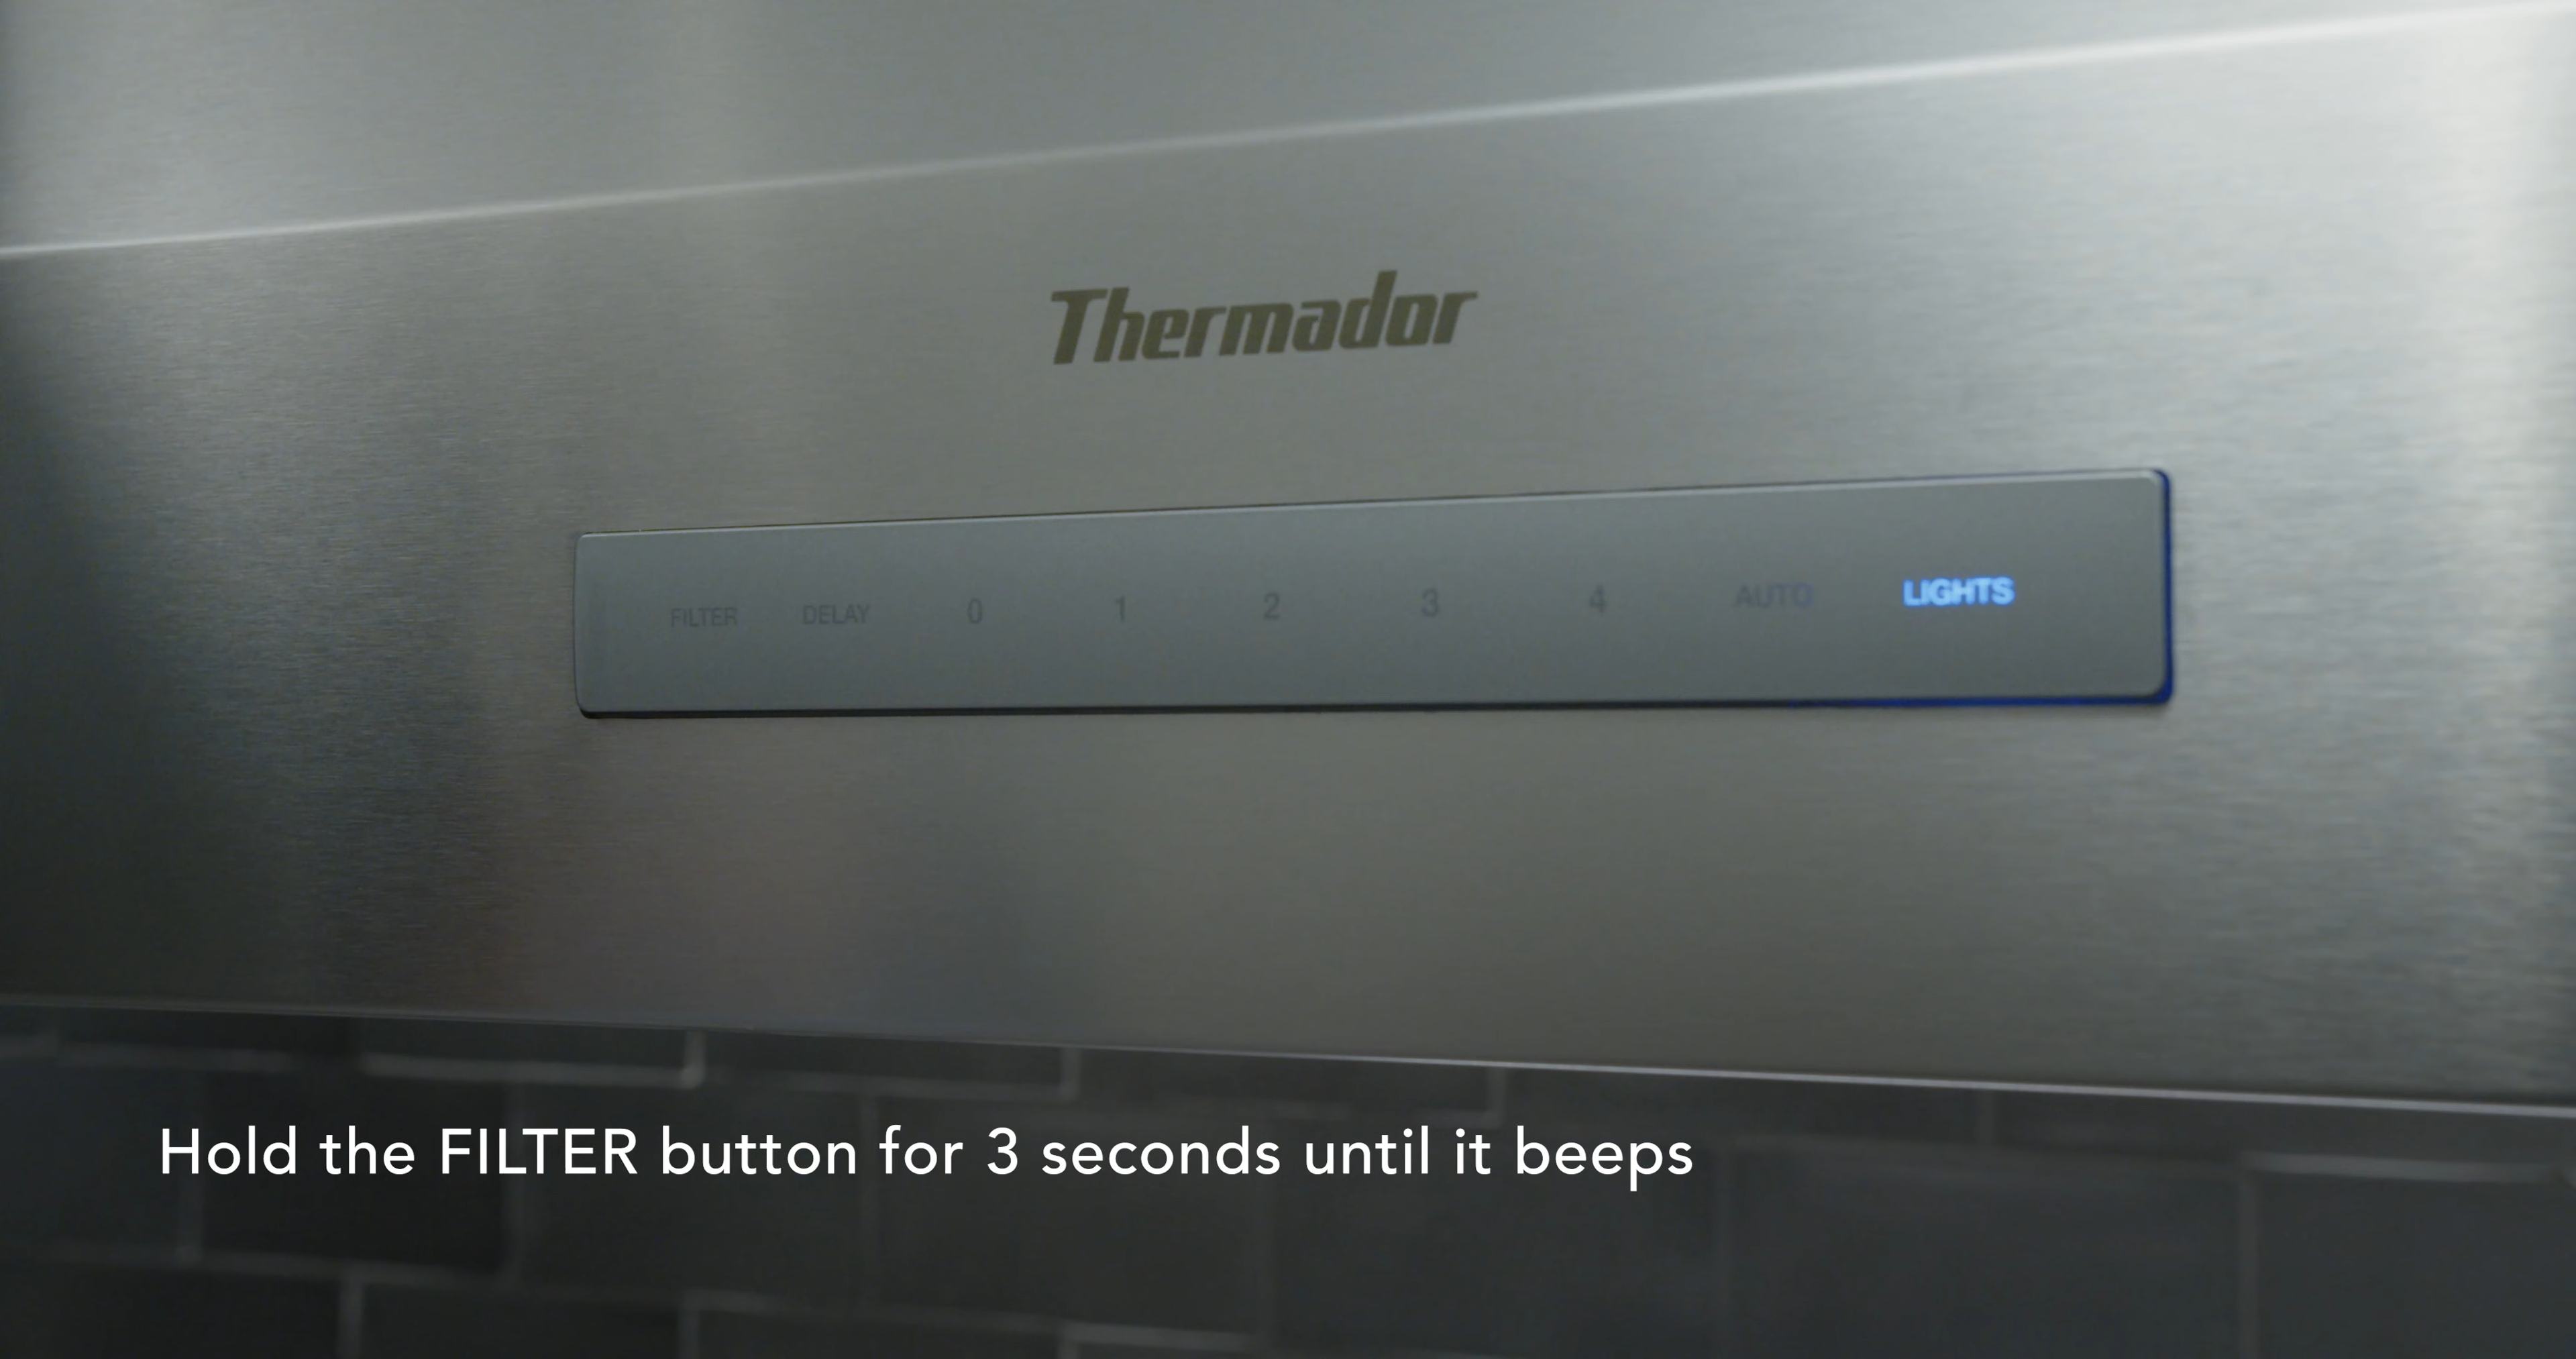 Thermador
FILTER DELAY 0 1 2 3 4 AUTO LIGHTS
Hold the FILTER button for 3 seconds until it beeps